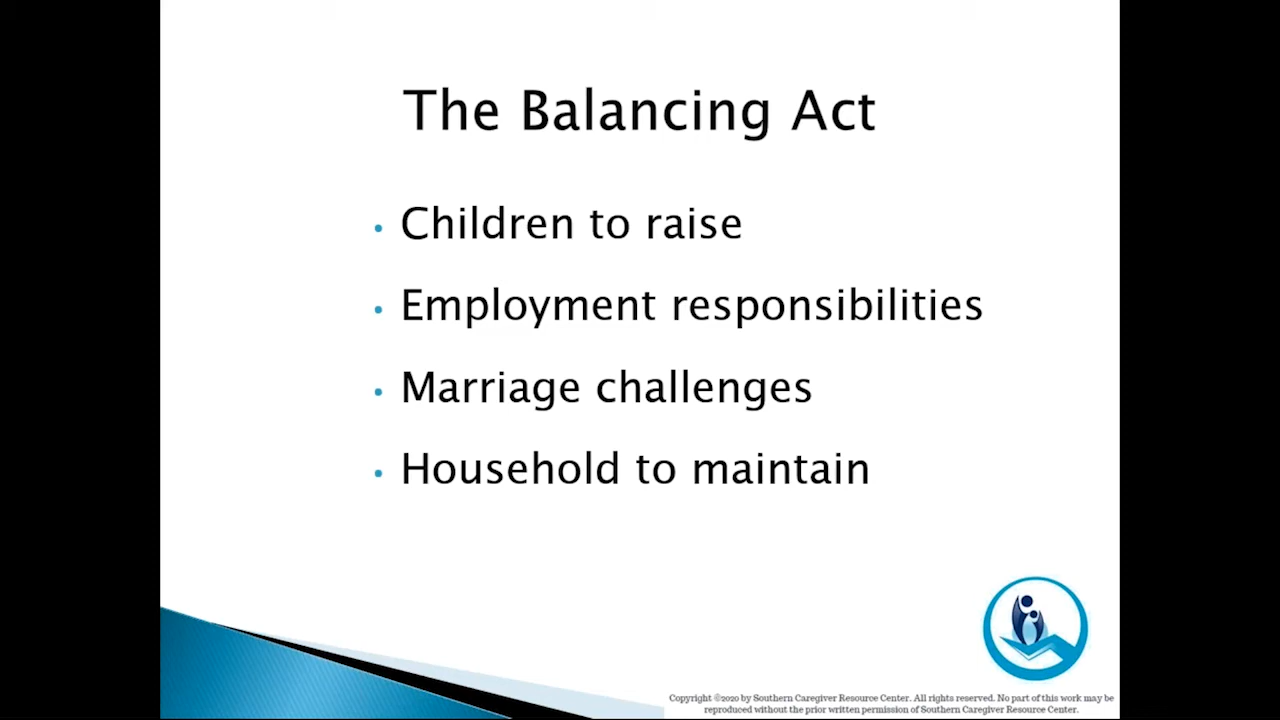 The Balancing Act
• Children to raise
• Employment responsibilities
• Marriage challenges
• Household to maintain
Copyright ©2020 by Southern Caregiver Resource Center. All rights reserved. No part of this work may be
reproduced without the prior written permission of Southern Caregiver Resource Center.